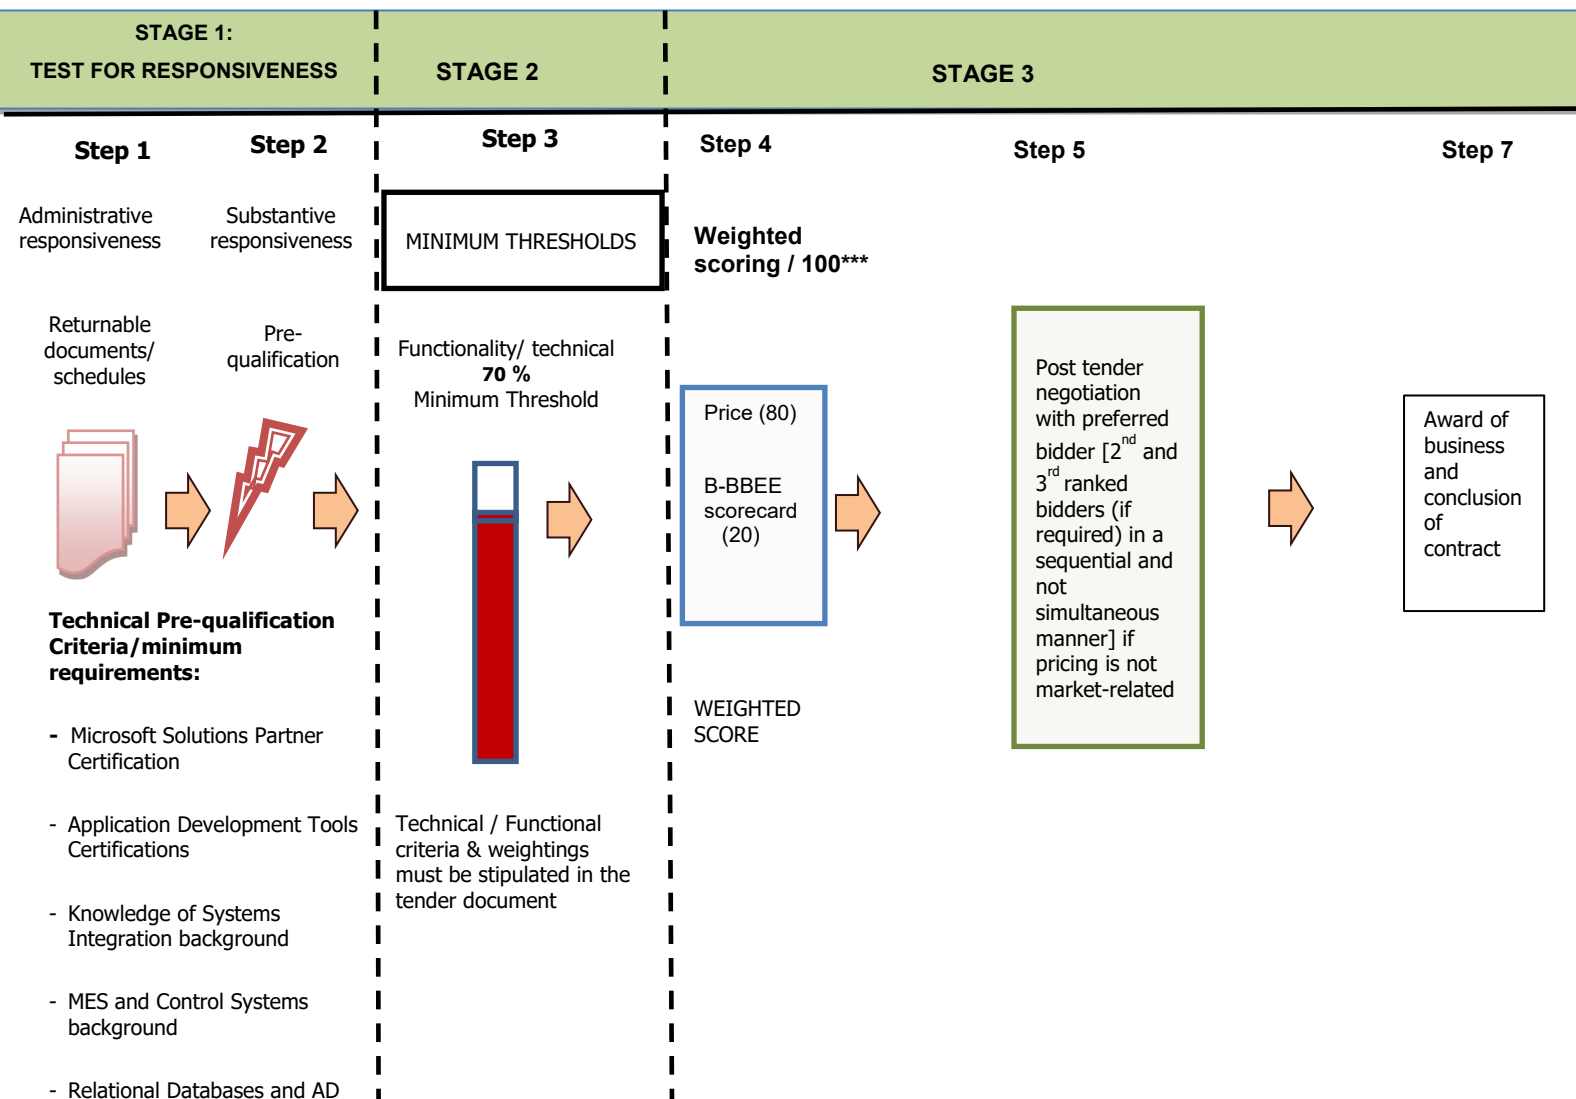 STAGE 1:
TEST FOR RESPONSIVENESS
STAGE 2
STAGE 3
Step 1
Step 2
Step 3
Step 4
Step 5
Step 7
Administrative
responsiveness
Substantive
responsiveness
MINIMUM THRESHOLDS
Weighted
scoring / 100***
Returnable
documents/
schedules
Pre-
qualification
Functionality/ technical
70 %
Minimum Threshold
Price (80)
B-BBEE
scorecard
(20)
Post tender
negotiation
with preferred
bidder [2nd and
3rd ranked
bidders (if
required) in a
sequential and
not
simultaneous
manner] if
pricing is not
market-related
Award of
business
and
conclusion
of
contract
Technical Pre-qualification
Criteria/minimum
requirements:
- Microsoft Solutions Partner
Certification
- Application Development Tools
Certifications
- Knowledge of Systems
Integration background
- MES and Control Systems
background
- Relational Databases and AD
Technical / Functional
criteria & weightings
must be stipulated in the
tender document
WEIGHTED
SCORE